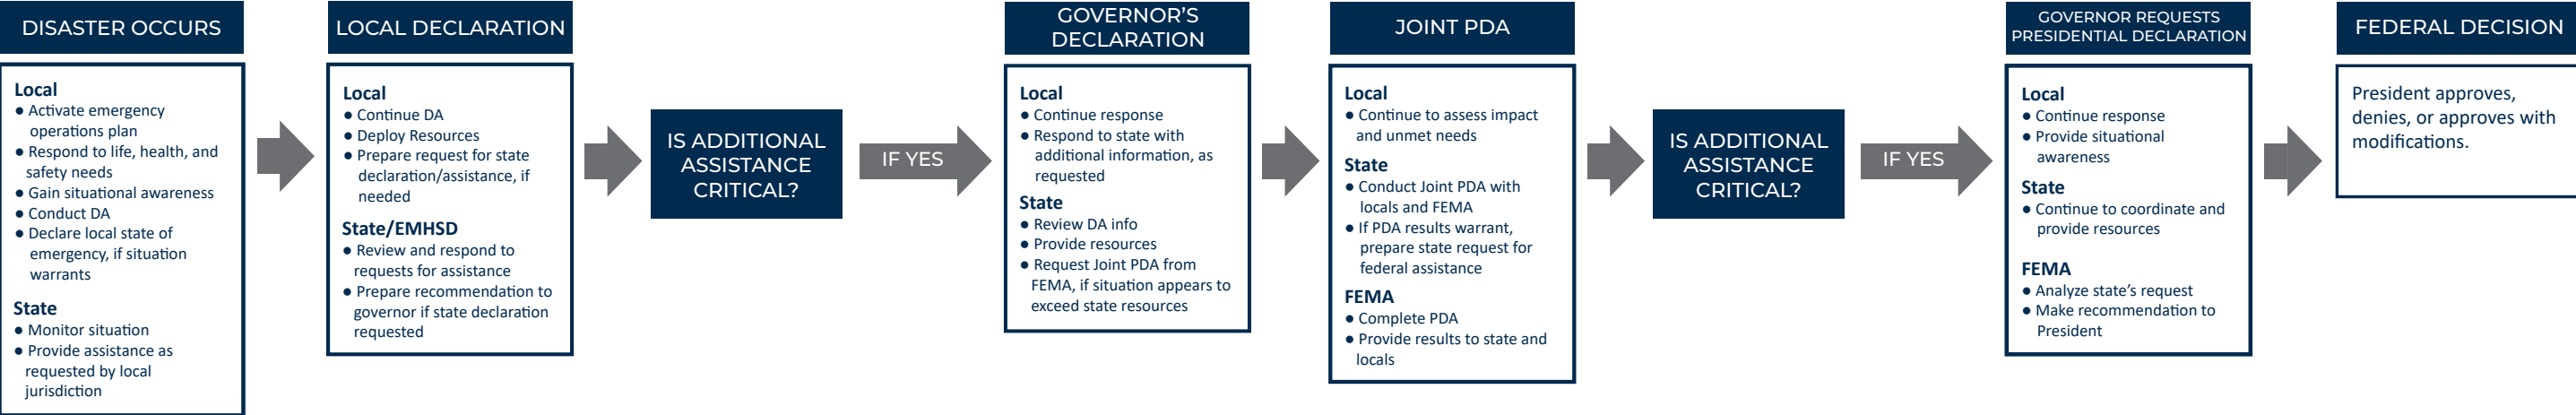 DISASTER OCCURS
Local
● Activate emergency
operations plan
● Respond to life, health, and
safety needs
● Gain situational awareness
● Conduct DA
● Declare local state of
emergency, if situation
warrants
State
● Monitor situation
● Provide assistance as
requested by local
jurisdiction
LOCAL DECLARATION
Local
● Continue DA
● Deploy Resources
● Prepare request for state
declaration/assistance, if
needed
State/EMHSD
● Review and respond to
requests for assistance
● Prepare recommendation to
governor if state declaration
requested
IS ADDITIONAL
ASSISTANCE
CRITICAL?
IF YES
GOVERNOR'S
DECLARATION
Local
● Continue response
● Respond to state with
additional information, as
requested
State
● Review DA info
● Provide resources
● Request Joint PDA from
FEMA, if situation appears to
exceed state resources
JOINT PDA
Local
● Continue to assess impact
and unmet needs
State
● Conduct Joint PDA with
locals and FEMA
● If PDA results warrant,
prepare state request for
federal assistance
FEMA
● Complete PDA
● Provide results to state and
locals
IS ADDITIONAL
ASSISTANCE
CRITICAL?
IF YES
GOVERNOR REQUESTS
PRESIDENTIAL DECLARATION
Local
● Continue response
● Provide situational
awareness
State
● Continue to coordinate and
provide resources
FEMA
● Analyze state's request
● Make recommendation to
President
FEDERAL DECISION
President approves,
denies, or approves with
modifications.